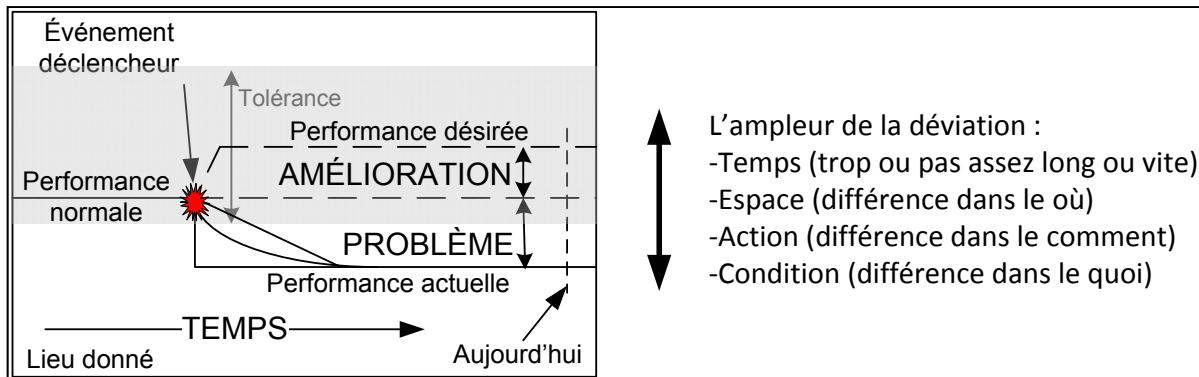 Événement
déclencheur
Tolérance
Performance désirée
AMÉLIORATION
Performance
normale
PROBLÈME
Performance actuelle
TEMPS
Lieu donné
Aujourd'hui
L’ampleur de la déviation :
-Temps (trop ou pas assez long ou vite)
-Espace (différence dans le où)
-Action (différence dans le comment)
-Condition (différence dans le quoi)